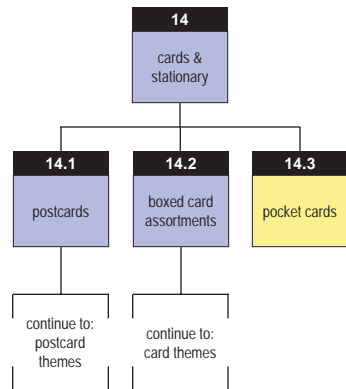 14
cards &
stationary
14.1
postcards
14.2
boxed card
assortments
14.3
pocket cards
continue to:
postcard
themes
continue to:
card themes